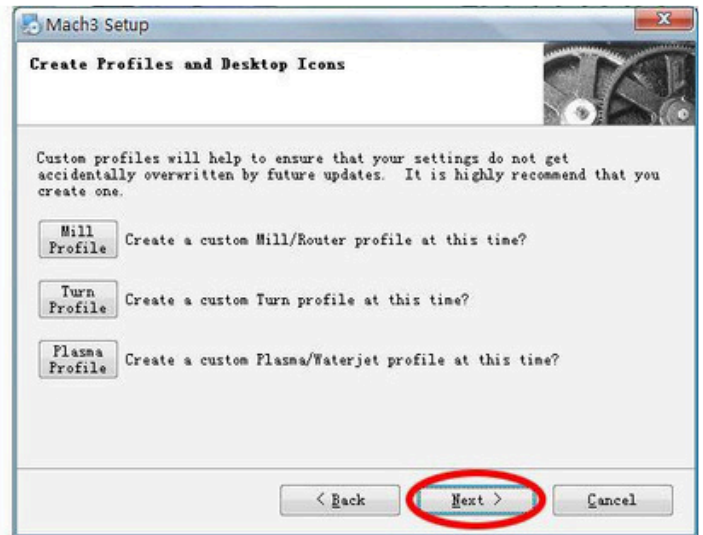 Mach3 Setup
Create Profiles and Desktop Icons
Custom profiles will help to ensure that your settings do not get
accidentally overwritten by future updates. It is highly recommend that you
create one.
Mill
Profile
Create a custom Mill/Router profile at this time?
Turn
Profile
Create a custom Turn profile at this time?
Plasma
Profile
Create a custom Plasma/Waterjet profile at this time?
< Back
Next >
Cancel